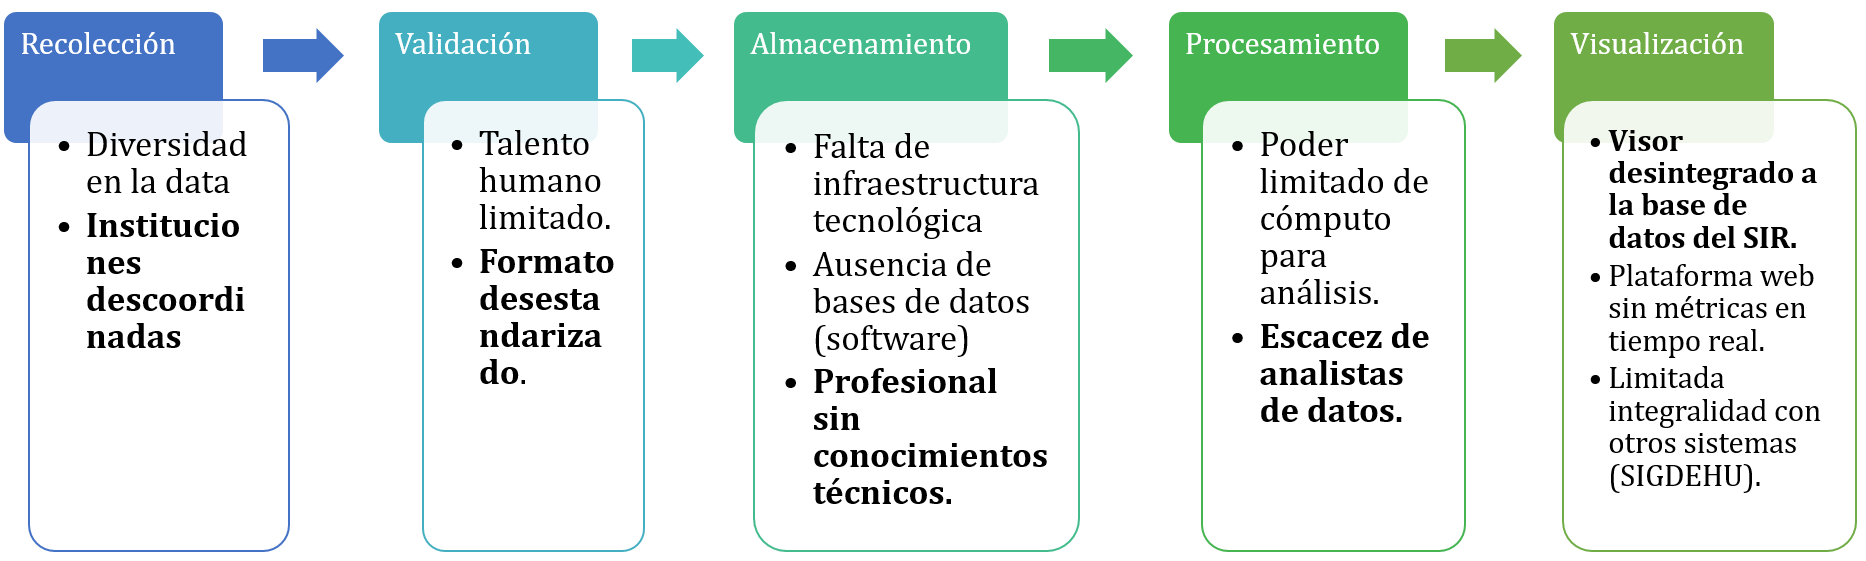 Recolección
• Diversidad
en la data
• Institucio
nes
descoordi
nadas
Validación
• Talento
humano
limitado.
• Formato
desesta
ndariza
do.
Almacenamiento
• Falta de
infraestructura
tecnológica
• Ausencia de
bases de datos
(software)
• Profesional
sin
conocimientos
técnicos.
Procesamiento
• Poder
limitado de
cómputo
para
análisis.
• Escacez de
analistas
de datos.
Visualización
• Visor
desintegrado a
la base de
datos del SIR.
• Plataforma web
sin métricas en
tiempo real.
• Limitada
integralidad con
otros sistemas
(SIGDEHU).